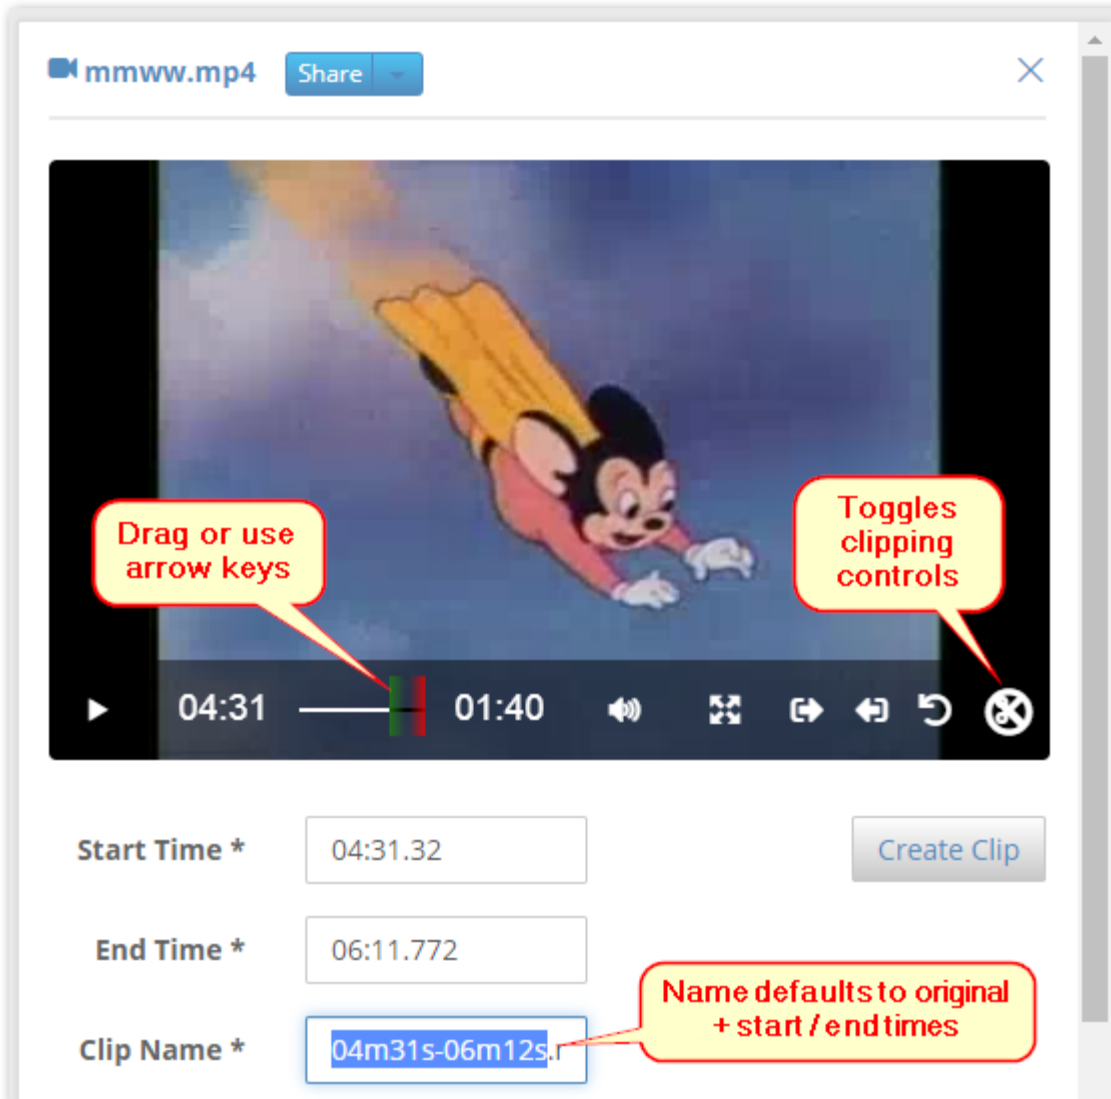 mmww.mp4
Share
Drag or use
arrow keys
Toggles
clipping
controls
04:31
01:40
Start Time *
04:31.32
Create Clip
End Time *
06:11.772
Name defaults to original
+ start / end times
Clip Name *
04m31s-06m12s.